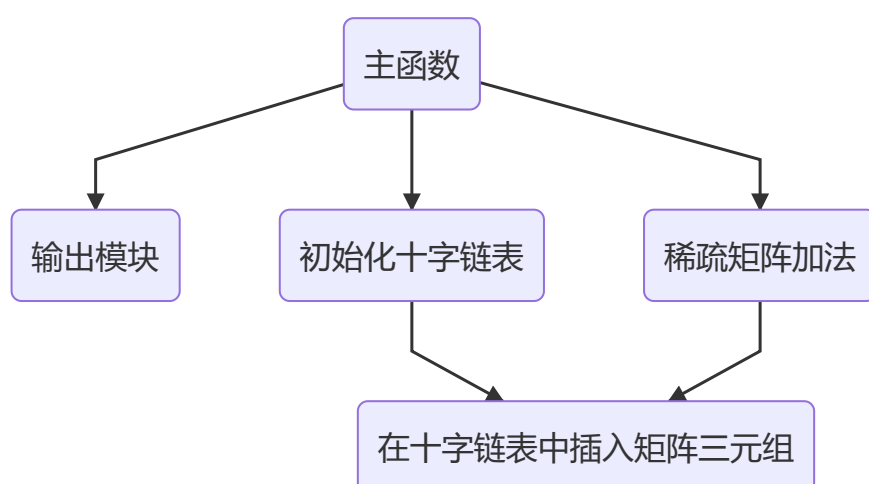 主函数
输出模块
初始化十字链表
稀疏矩阵加法
在十字链表中插入矩阵三元组